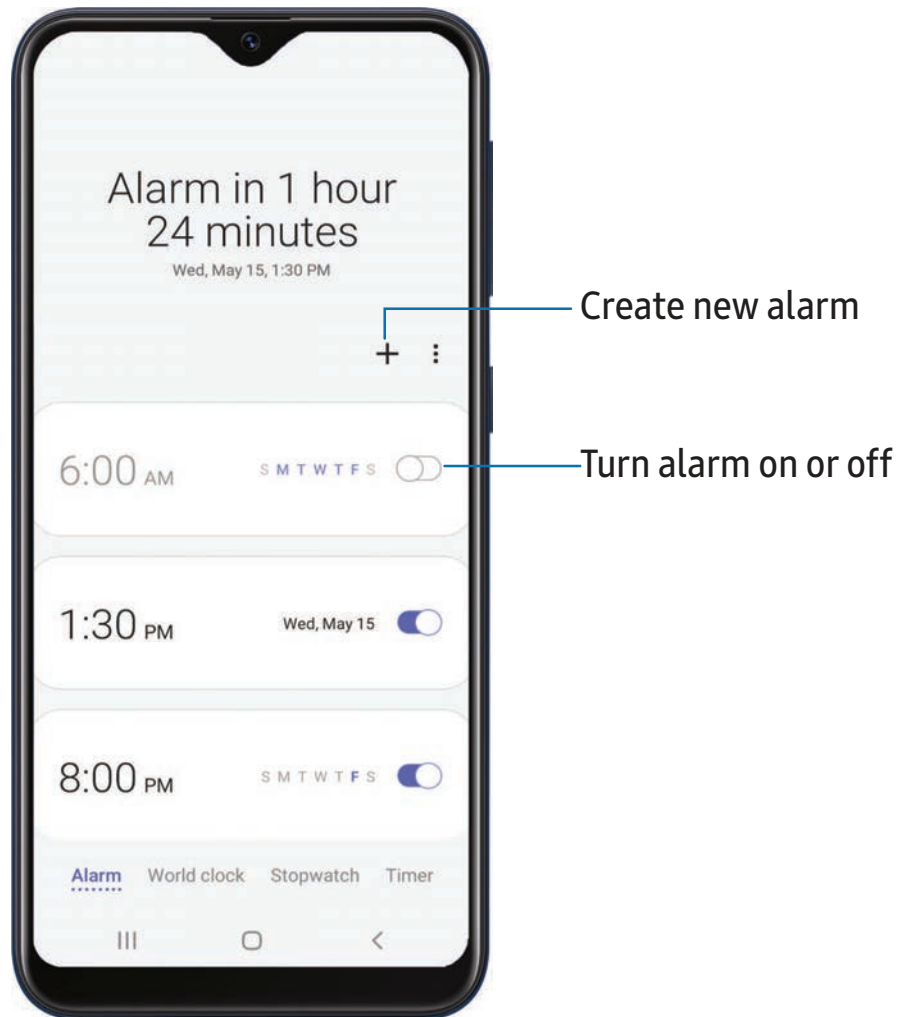 Alarm in 1 hour
24 minutes
Wed, May 15, 1:30 PM
Create new alarm
6:00 AM S M T W T F S
Turn alarm on or off
1:30 PM Wed, May 15
8:00 PM S M T W T F S
Alarm World clock Stopwatch Timer